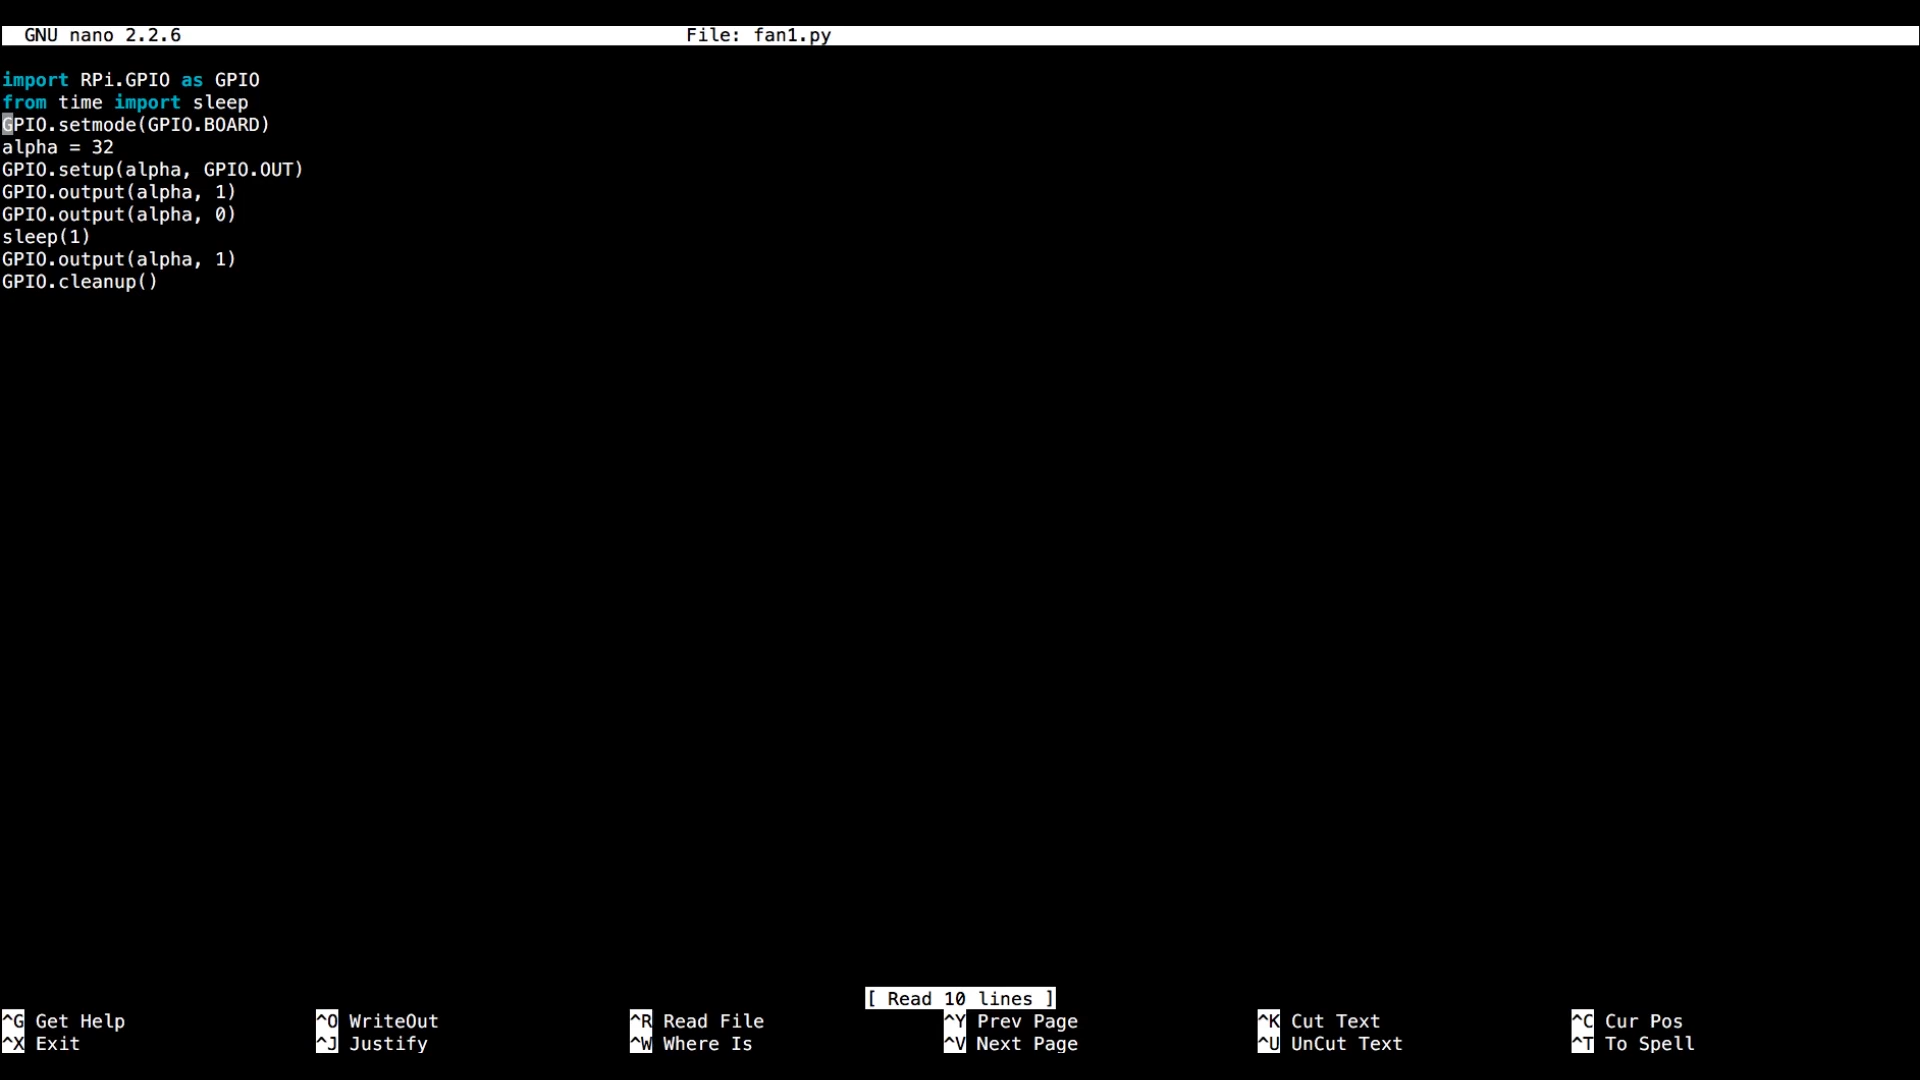 GNU nano 2.2.6 File: fan1.py
import RPi.GPIO as GPIO
from time import sleep
GPIO.setmode(GPIO.BOARD)
alpha = 32
GPIO.setup(alpha, GPIO.OUT)
GPIO.output(alpha, 1)
GPIO.output(alpha, 0)
sleep(1)
GPIO.output(alpha, 1)
GPIO.cleanup()
[ Read 10 lines ]
^G Get Help ^O WriteOut ^R Read File ^Y Prev Page ^K Cut Text ^C Cur Pos
^X Exit ^J Justify ^W Where Is ^V Next Page ^U UnCut Text ^T To Spell